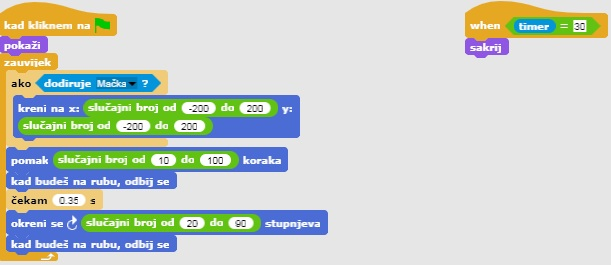 kad kliknem na
pokaži
zauvijek
ako dodiruje Mačka ?
kreni na x: slučajni broj od -200 do 200 y:
slučajni broj od -200 do 200
pomak slučajni broj od 10 do 100 koraka
kad budeš na rubu, odbij se
čekam 0.35 s
okreni se slučajni broj od 20 do 90 stupnjeva
kad budeš na rubu, odbij se
when timer = 30
sakrij